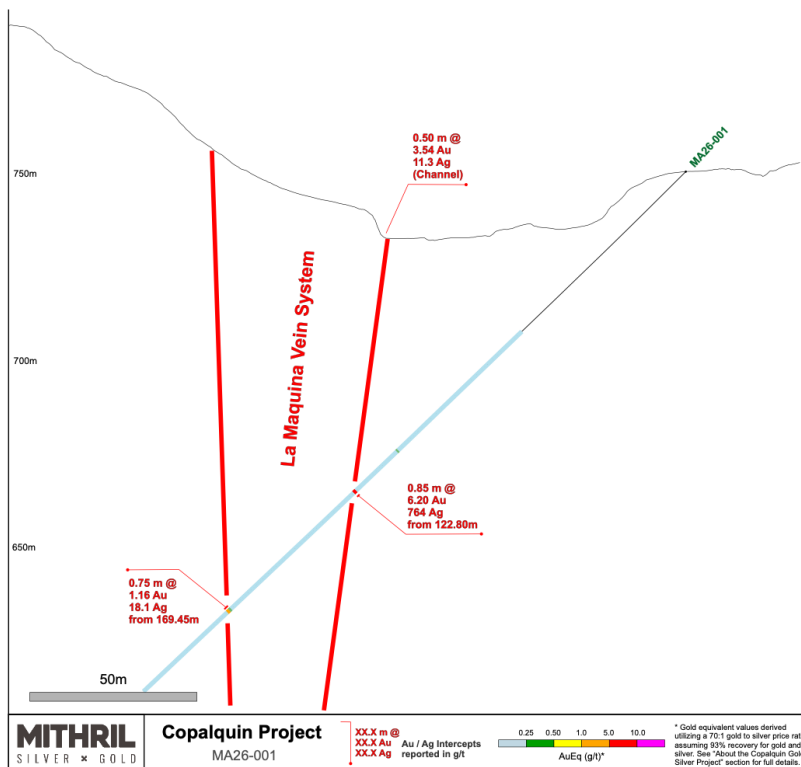 MA26-001
0.50 m @
3.54 Au
11.3 Ag
(Channel)
750m
La Maquina Vein System
700m
0.85 m @
6.20 Au
764 Ag
from 122.80m
650m
0.75 m @
1.16 Au
18.1 Ag
from 169.45m
50m
MITHRIL
SILVER × GOLD
Copalquin Project
MA26-001
XX.X m @
XX.X Au
XX.X Ag
Au / Ag Intercepts
reported in g/t
0.25 0.50 1.0 5.0 10.0
AuEq (g/t)*
* Gold equivalent values derived
utilizing a 70:1 gold to silver price rat
assuming 93% recovery for gold and
silver. See "About the Copalquin Gol
Silver Project" section for full details.